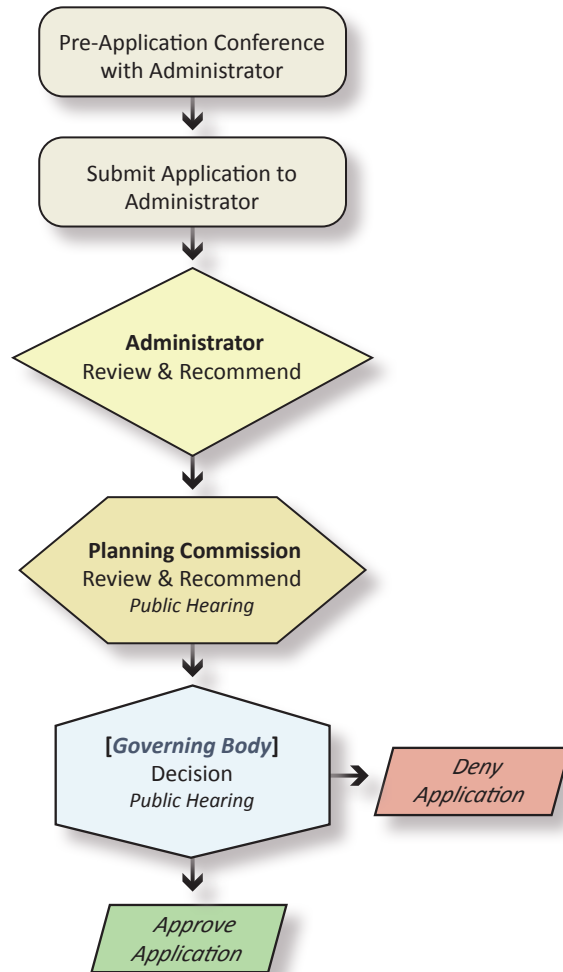 Pre-Application Conference
with Administrator
Submit Application to
Administrator
Administrator
Review & Recommend
Planning Commission
Review & Recommend
Public Hearing
[Governing Body]
Decision
Public Hearing
Deny
Application
Approve
Application